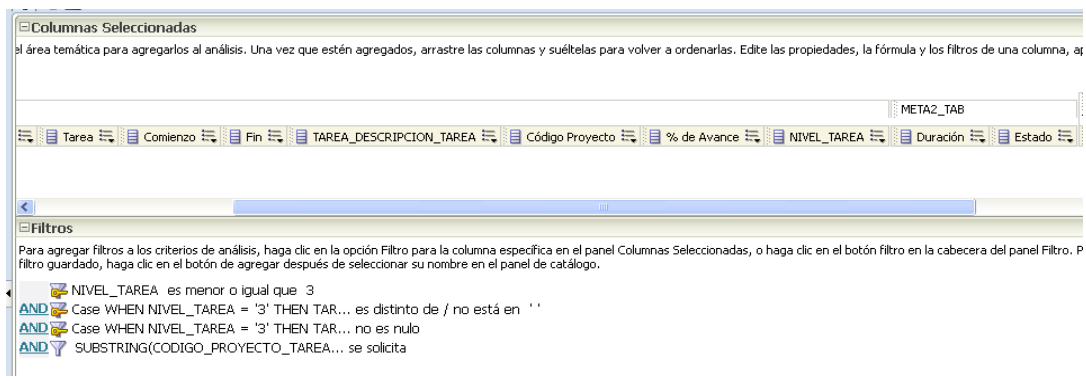 Columnas Seleccionadas
el área temática para agregarlos al análisis. Una vez que estén agregados, arrastre las columnas y suéltelas para volver a ordenarlas. Edite las propiedades, la fórmula y los filtros de una columna, ap
META2_TAB
Tarea Comienzo Fin TAREA_DESCRIPCION_TAREA Código Proyecto % de Avance NIVEL_TAREA Duración Estado
Filtros
Para agregar filtros a los criterios de análisis, haga clic en la opción Filtro para la columna específica en el panel Columnas Seleccionadas, o haga clic en el botón filtro en la cabecera del panel Filtro. P
filtro guardado, haga clic en el botón de agregar después de seleccionar su nombre en el panel de catálogo.
NIVEL_TAREA es menor o igual que 3
AND Case WHEN NIVEL_TAREA = '3' THEN TAR... es distinto de / no está en ' '
AND Case WHEN NIVEL_TAREA = '3' THEN TAR... no es nulo
AND SUBSTRING(CODIGO_PROYECTO_TAREA... se solicita